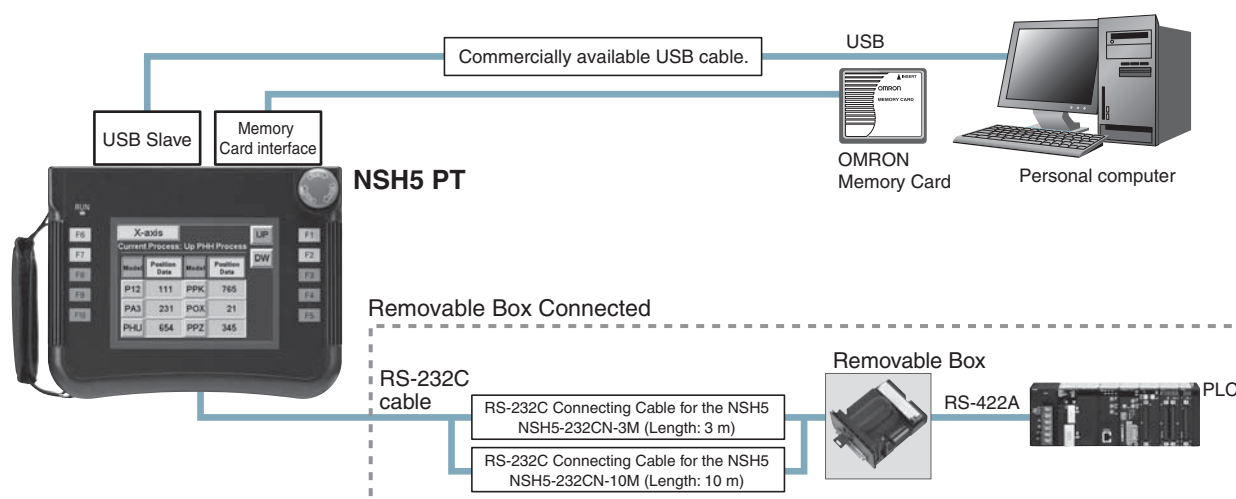 Commercially available USB cable.
USB
INSERT
OMRON
MEMORY CARD
USB Slave
Memory
Card interface
OMRON
Memory Card
Personal computer
NSH5 PT
RUN
F6
F7
F8
F9
F10
X-axis
UP
Current Process: Up PHH Process
DW
Model
Position
Data
Model
Position
Data
P12 111 PPK 765
PA3 231 POX 21
PHU 654 PPZ 345
F1
F2
F3
F4
F5
Removable Box Connected
RS-232C
cable
RS-232C Connecting Cable for the NSH5
NSH5-232CN-3M (Length: 3 m)
RS-232C Connecting Cable for the NSH5
NSH5-232CN-10M (Length: 10 m)
Removable Box
RS-422A
PLC